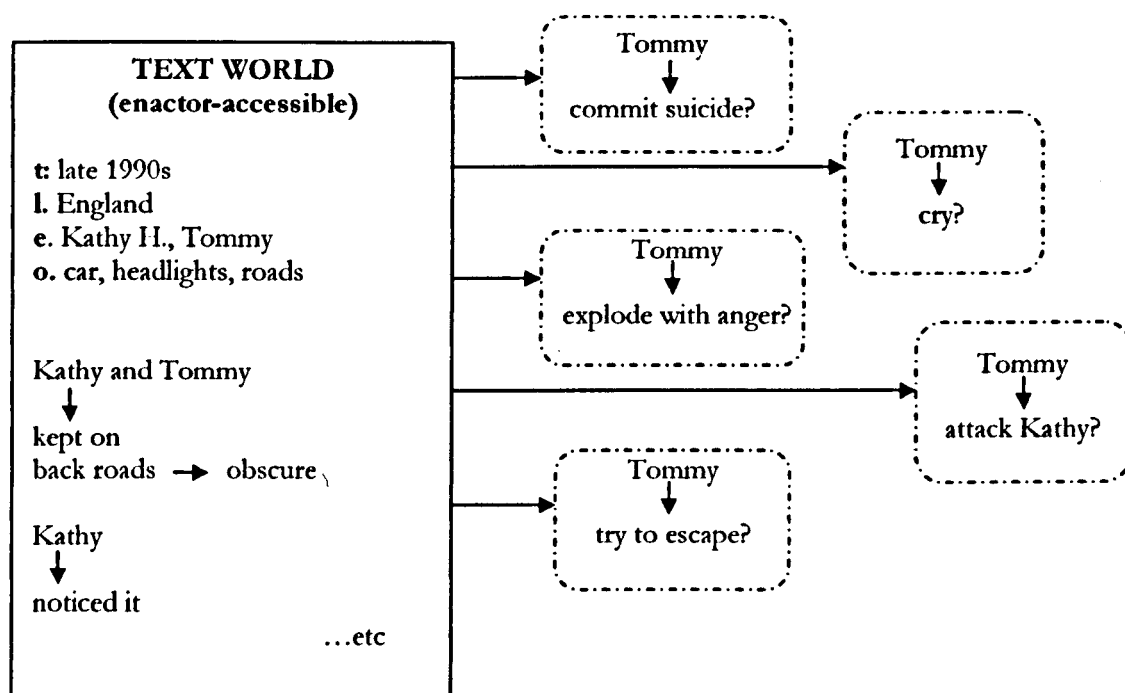 TEXT WORLD
(enactor-accessible)
t: late 1990s
l. England
e. Kathy H., Tommy
o. car, headlights, roads
Kathy and Tommy
kept on
back roads → obscure
Kathy
noticed it
…etc
Tommy
commit suicide?
Tommy
cry?
Tommy
explode with anger?
Tommy
attack Kathy?
Tommy
try to escape?